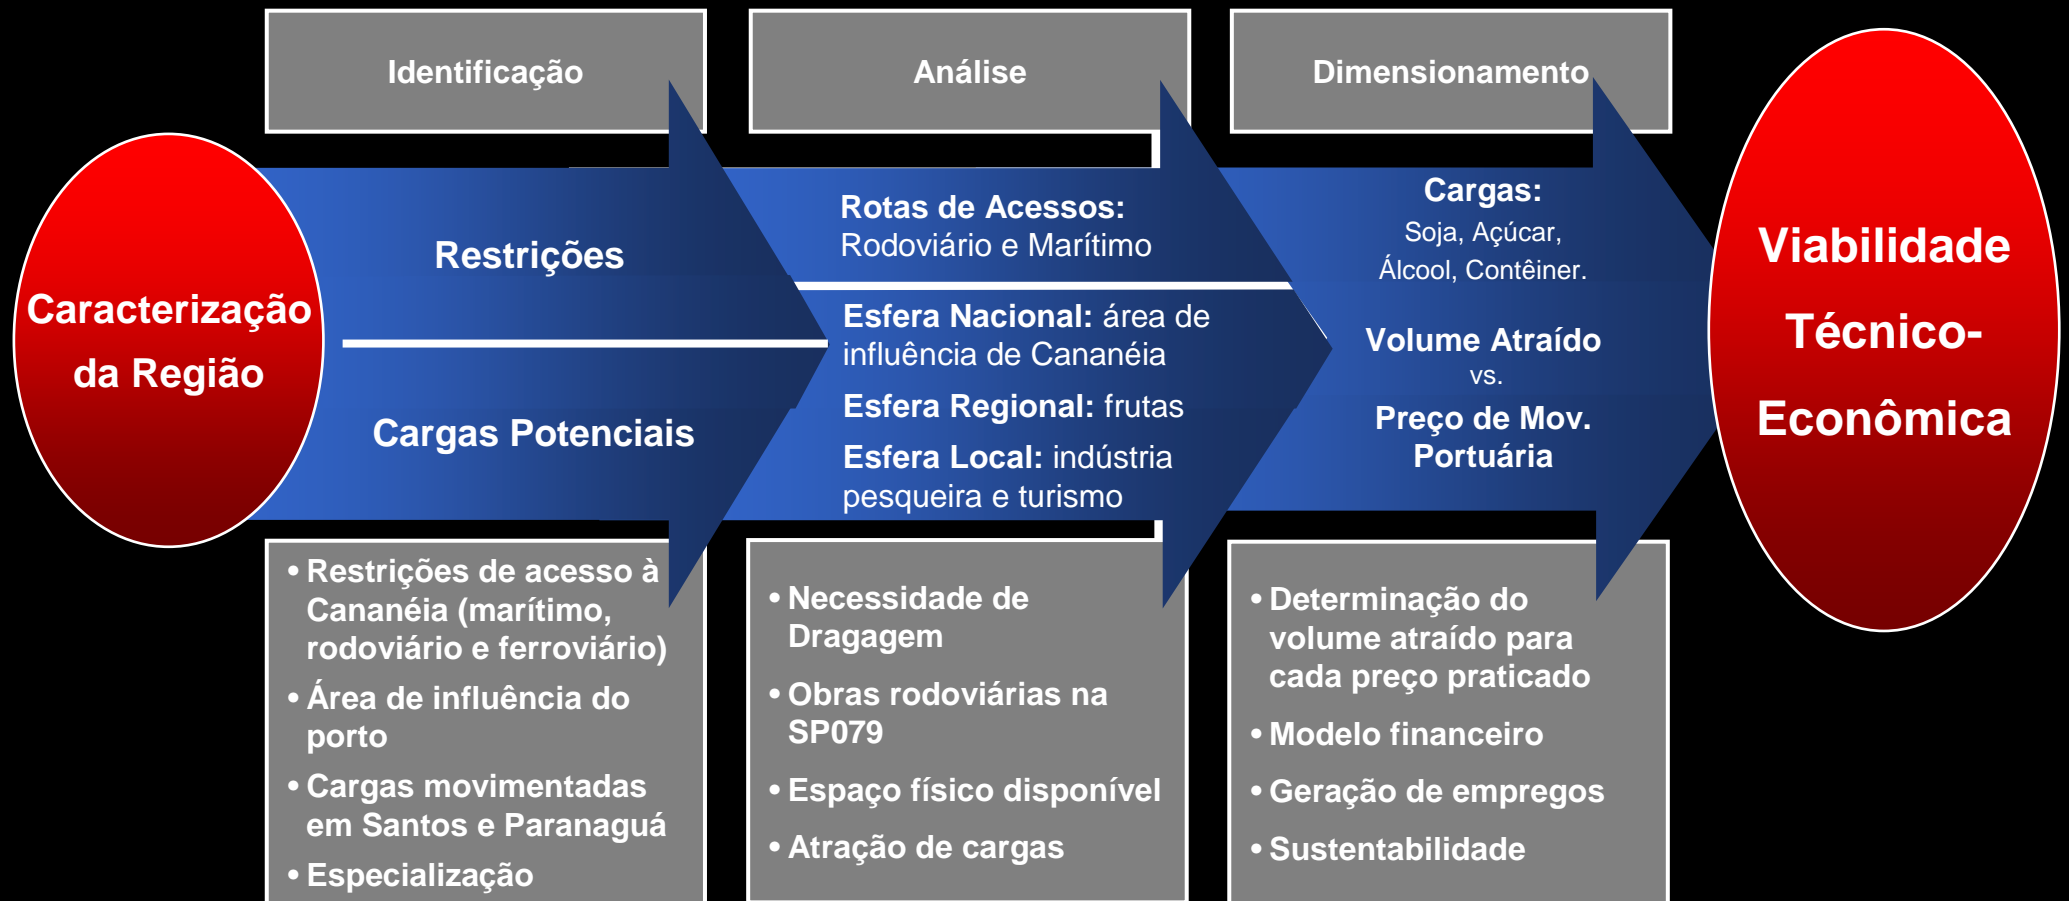 Identificação
Análise
Dimensionamento
Caracterização
da Região
Restrições
Cargas Potenciais
Rotas de Acessos:
Rodoviário e Marítimo
Esfera Nacional: área de
influência de Cananéia
Esfera Regional: frutas
Esfera Local: indústria
pesqueira e turismo
Cargas:
Soja, Açúcar,
Álcool, Contêiner.
Volume Atraído
vs.
Preço de Mov.
Portuária
Viabilidade
Técnico-
Econômica
• Restrições de acesso à
Cananéia (marítimo,
rodoviário e ferroviário)
• Área de influência do
porto
• Cargas movimentadas
em Santos e Paranaguá
• Especialização
• Necessidade de
Dragagem
• Obras rodoviárias na
SP079
• Espaço físico disponível
• Atração de cargas
• Determinação do
volume atraído para
cada preço praticado
• Modelo financeiro
• Geração de empregos
• Sustentabilidade